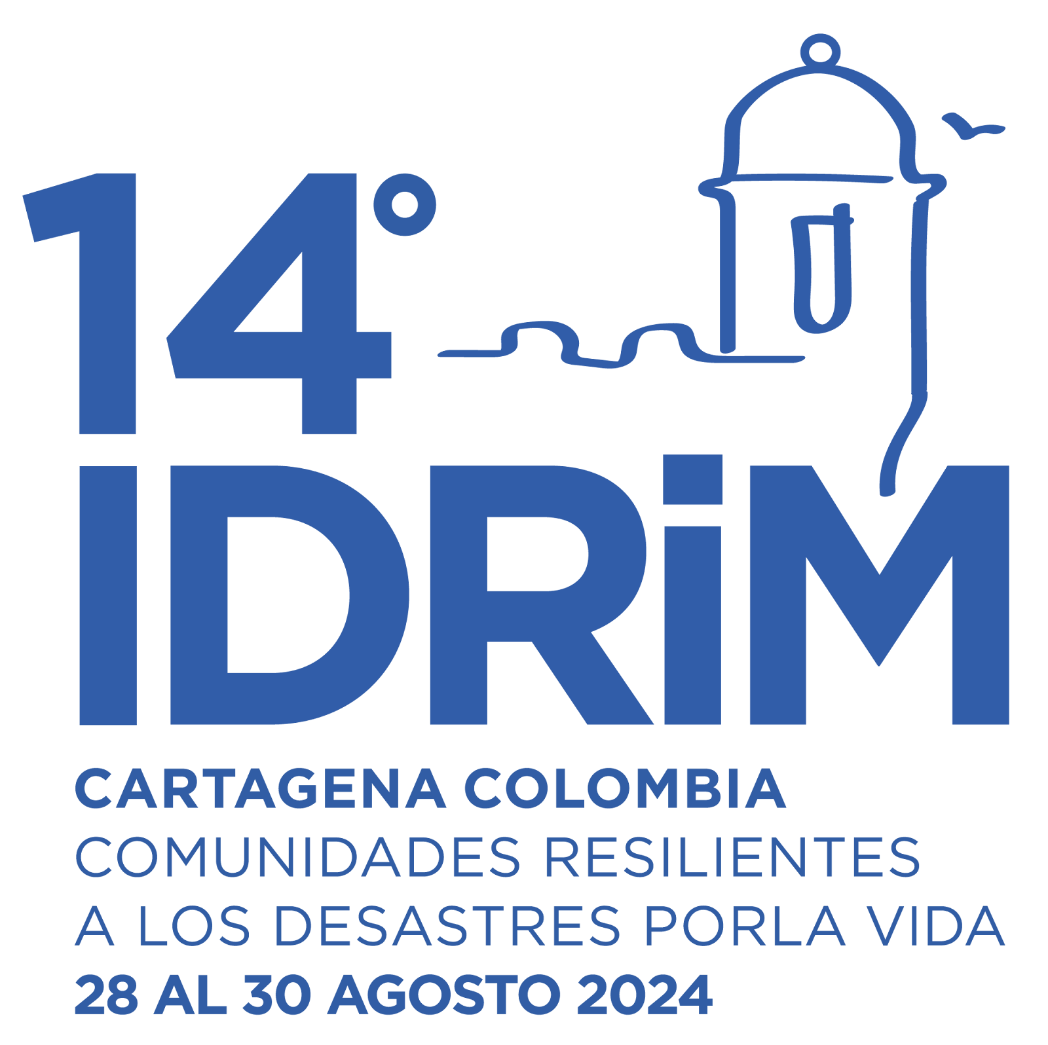 14°
IDRiM
CARTAGENA COLOMBIA
COMUNIDADES RESILIENTES
A LOS DESASTRES PORLA VIDA
28 AL 30 AGOSTO 2024